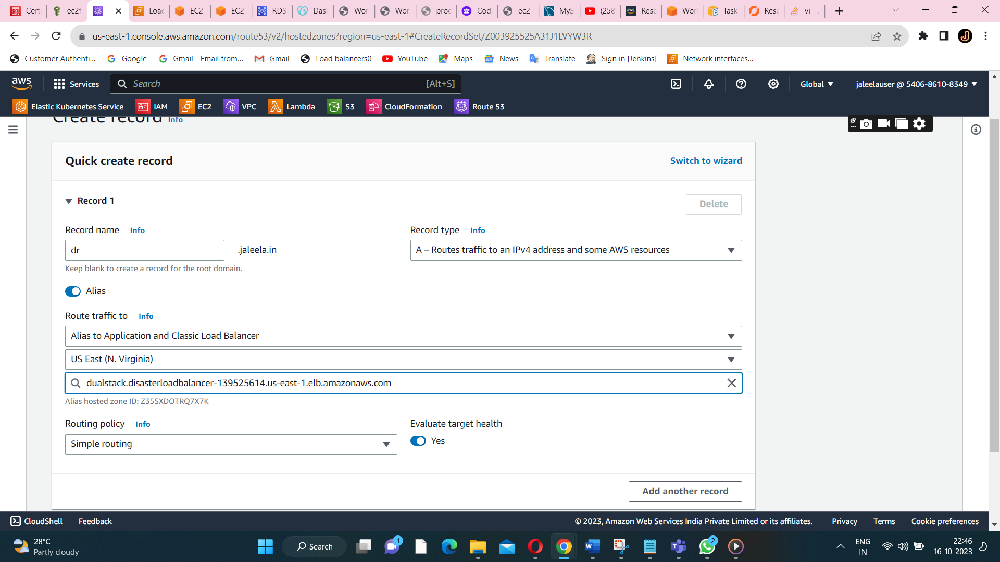 Cert
ec2f
Load
EC2
EC2
RDS
Dash
Wor
Wor
proc
Code
ec2 i
MyS
(258
Resc
Wor
Task
Resc
vi - 
us-east-1.console.aws.amazon.com/route53/v2/hostedzones?region=us-east-1#CreateRecordSet/Z003925525A31J1LVYW3R
Customer Authenti...
Google
Gmail - Email from...
Gmail
Load balancers0
YouTube
Maps
News
Translate
Sign in [Jenkins]
Network interfaces...
aws
Services
Search
[Alt+S]
Global
jaleelauser @ 5406-8610-8349
Elastic Kubernetes Service
IAM
EC2
VPC
Lambda
S3
CloudFormation
Route 53
Create record Info
Quick create record
Switch to wizard
Record 1
Delete
Record name Info
Record type Info
dr
.jaleela.in
A – Routes traffic to an IPv4 address and some AWS resources
Keep blank to create a record for the root domain.
Alias
Route traffic to Info
Alias to Application and Classic Load Balancer
US East (N. Virginia)
dualstack.disasterloadbalancer-139525614.us-east-1.elb.amazonaws.com
Alias hosted zone ID: Z35SXDOTRQ7X7K
Routing policy Info
Evaluate target health
Simple routing
Yes
Add another record
CloudShell
Feedback
© 2023, Amazon Web Services India Private Limited or its affiliates.
Privacy
Terms
Cookie preferences
28°C
Partly cloudy
Search
1
2
ENG
IN
22:46
16-10-2023